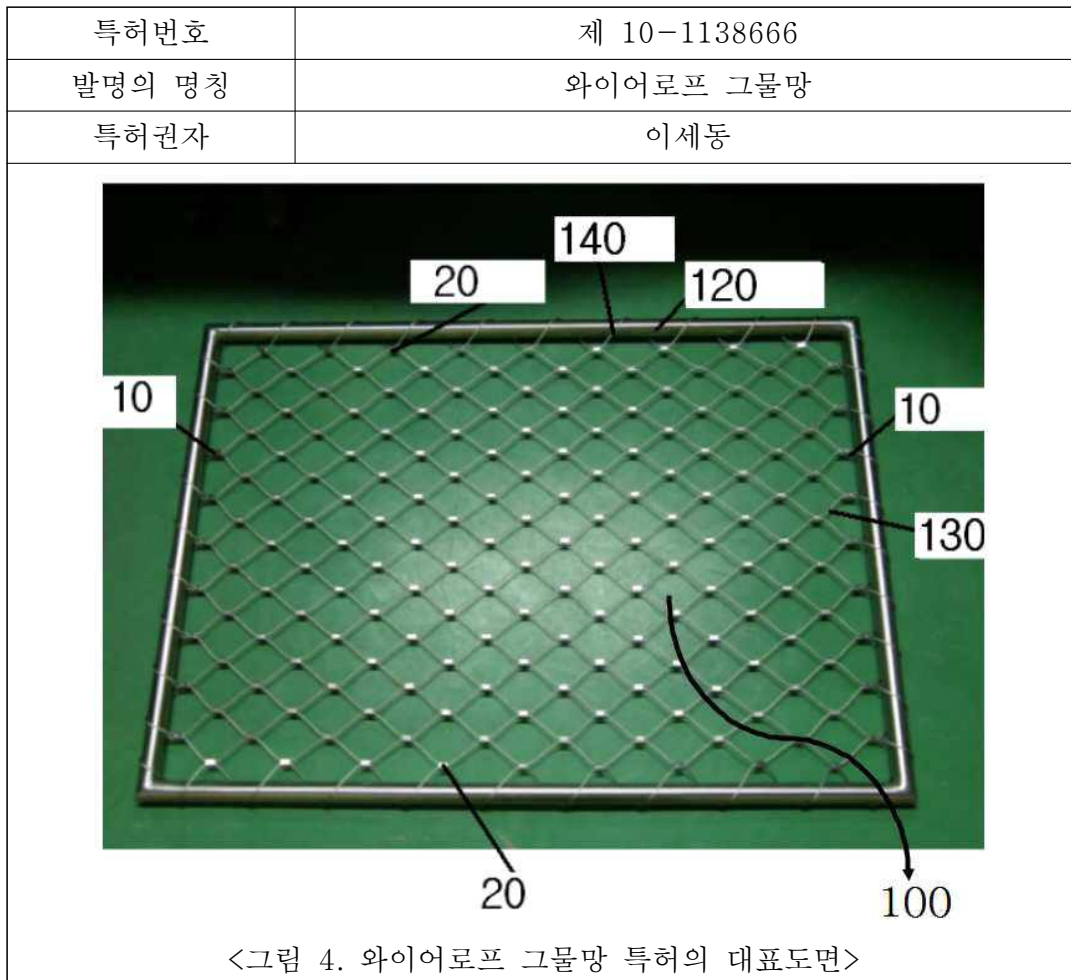 특허번호 제 10-1138666
발명의 명칭 와이어로프 그물망
특허권자 이세동
140
20 120
10 10
130
20 100
<그림 4. 와이어로프 그물망 특허의 대표도면>